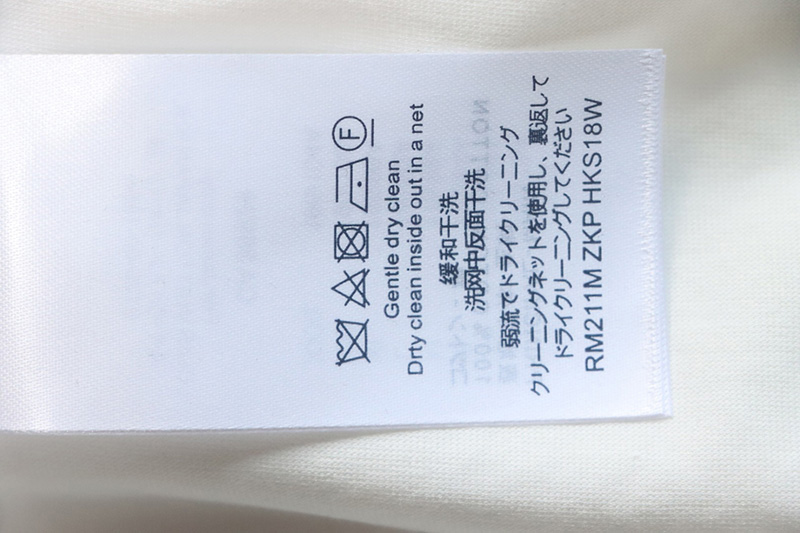 F
Gentle dry clean
Drty clean inside out in a net
缓和干洗
洗网中反面干洗
弱流でドライクリーニング
クリーニングネットを使用し、裏返して
ドライクリーニングしてください
RM211M ZKP HKS18W